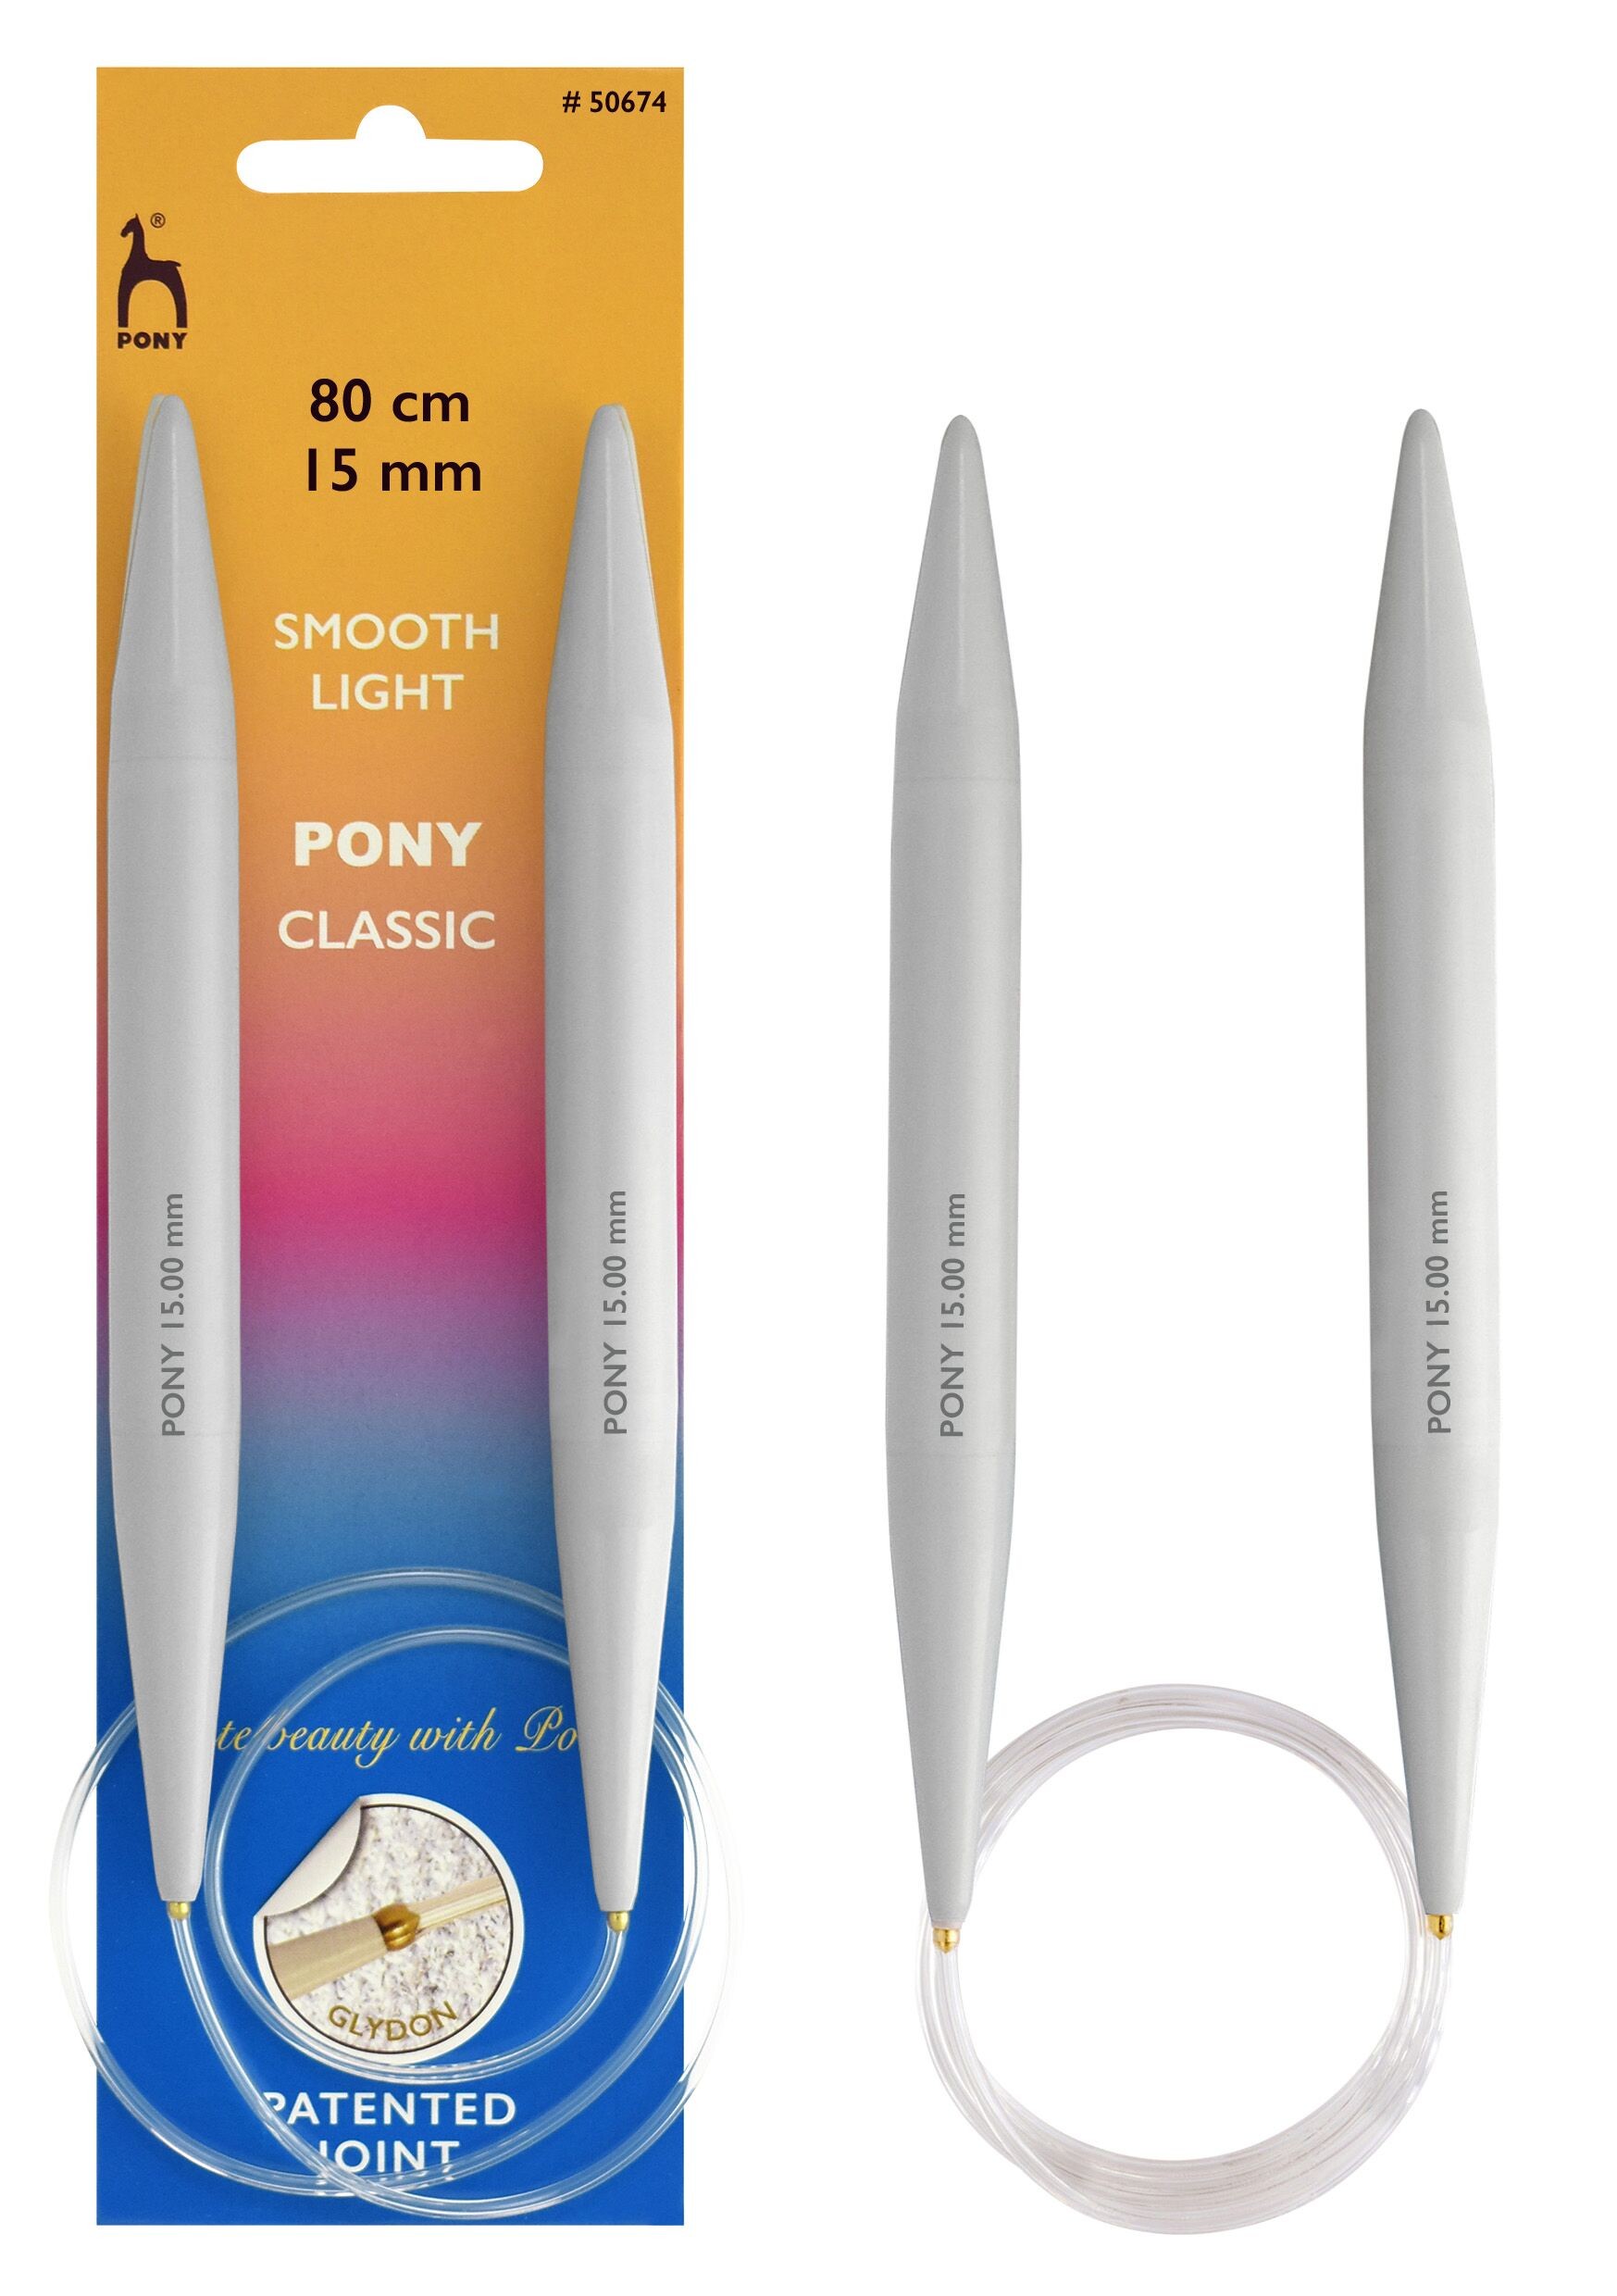 # 50674
®
PONY
80 cm
15 mm
SMOOTH
LIGHT
PONY
CLASSIC
PONY 15.00 mm
PONY 15.00 mm
PONY 15.00 mm
PONY 15.00 mm
beauty with
GLYDON
PATENTED
JOINT